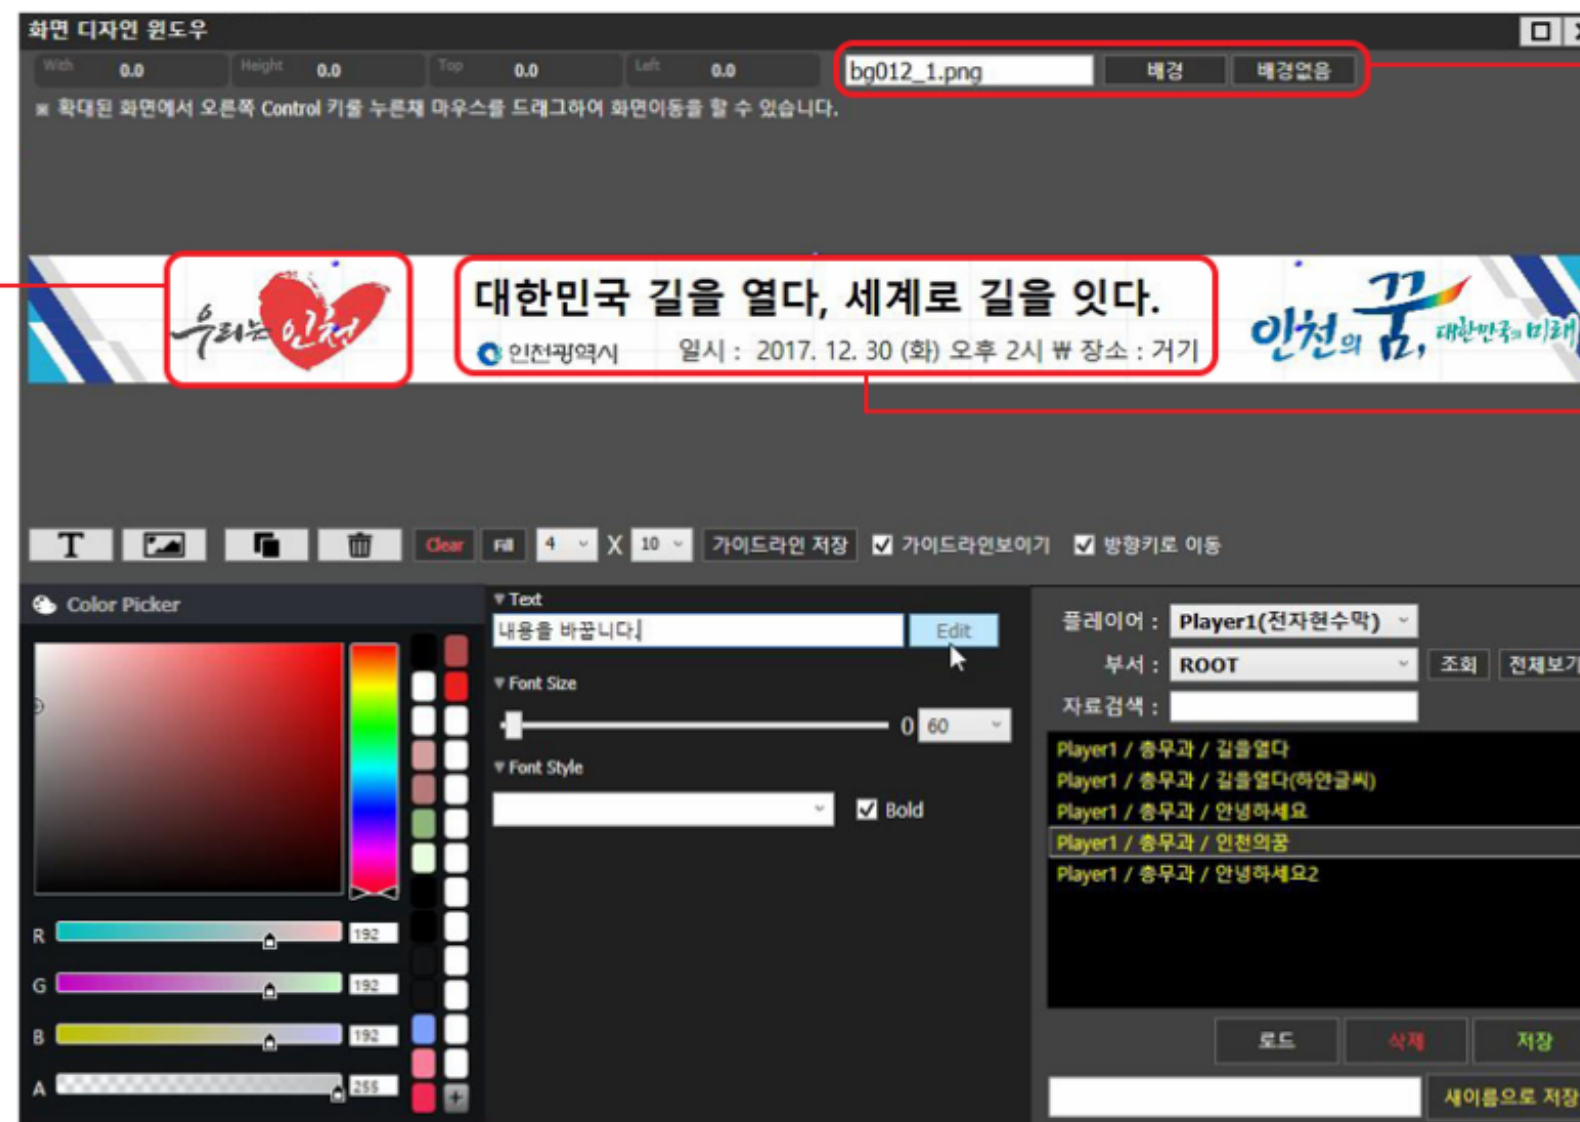 화면 디자인 윈도우
With 0.0 Height 0.0 Top 0.0 Left 0.0 bg012_1.png 배경 배경없음
※ 확대된 화면에서 오른쪽 Control 키를 누른채 마우스를 드래그하여 화면이동을 할 수 있습니다.
우리는 인천
대한민국 길을 열다, 세계로 길을 잇다.
인천광역시 일시 : 2017. 12. 30 (화) 오후 2시 ₩ 장소 : 거기
인천의 꿈, 대한민국의 미래
T Clear Fill 4 X 10 가이드라인 저장 가이드라인보이기 방향키로 이동
Color Picker
R 192
G 192
B 192
A 255
Text
내용을 바꿉니다. Edit
Font Size
0 60
Font Style
Bold
플레이어 : Player1(전자현수막)
부서 : ROOT 조회 전체보기
자료검색 :
Player1 / 총무과 / 길을열다
Player1 / 총무과 / 길을열다(하얀글씨)
Player1 / 총무과 / 안녕하세요
Player1 / 총무과 / 인천의꿈
Player1 / 총무과 / 안녕하세요2
로드 삭제 저장
새이름으로 저장